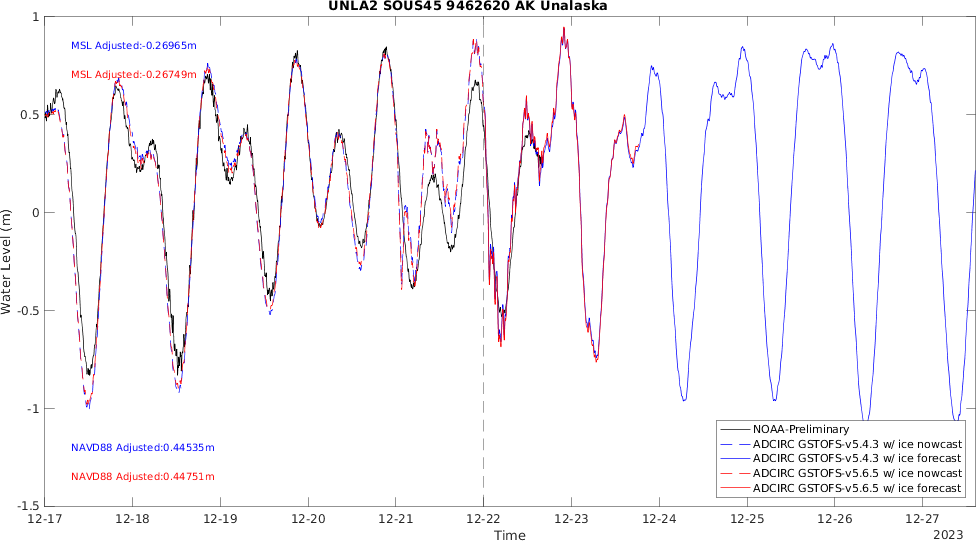 UNLA2 SOUS45 9462620 AK Unalaska
1
MSL Adjusted:-0.26965m
MSL Adjusted:-0.26749m
0.5
0
Water Level (m)
-0.5
-1
NOAA-Preliminary
ADCIRC GSTOFS-v5.4.3 w/ ice nowcast
NAVD88 Adjusted:0.44535m
ADCIRC GSTOFS-v5.4.3 w/ ice forecast
ADCIRC GSTOFS-v5.6.5 w/ ice nowcast
NAVD88 Adjusted:0.44751m
ADCIRC GSTOFS-v5.6.5 w/ ice forecast
-1.5
12-17 12-18 12-19 12-20 12-21 12-22 12-23 12-24 12-25 12-26 12-27
Time
2023